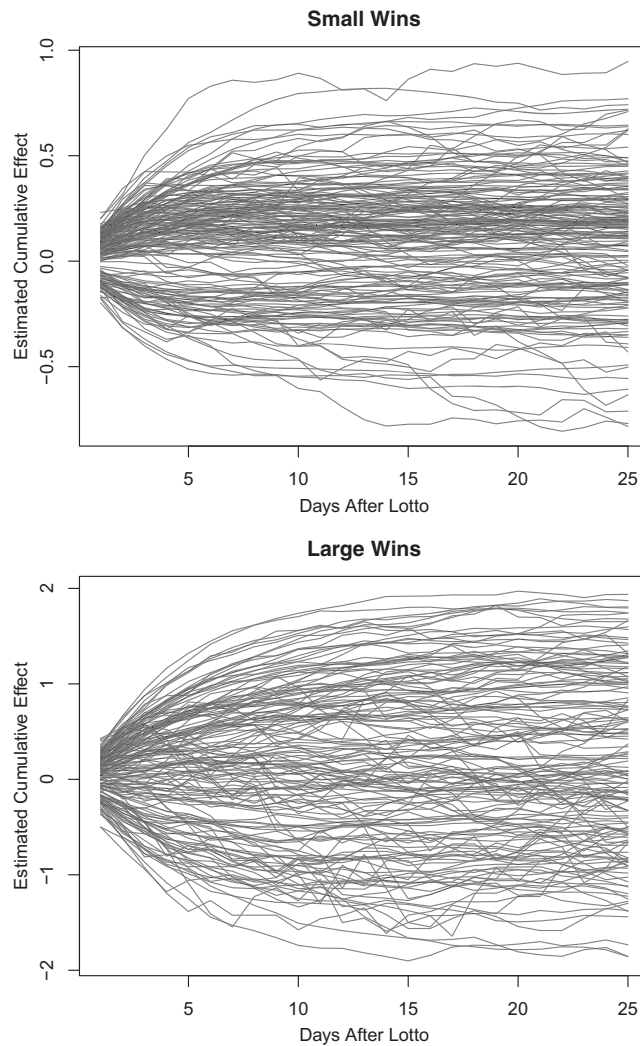 Small Wins
Estimated Cumulative Effect
1.0
0.5
0.0
−0.5
5 10 15 20 25
Days After Lotto
Large Wins
Estimated Cumulative Effect
2
1
0
−1
−2
5 10 15 20 25
Days After Lotto